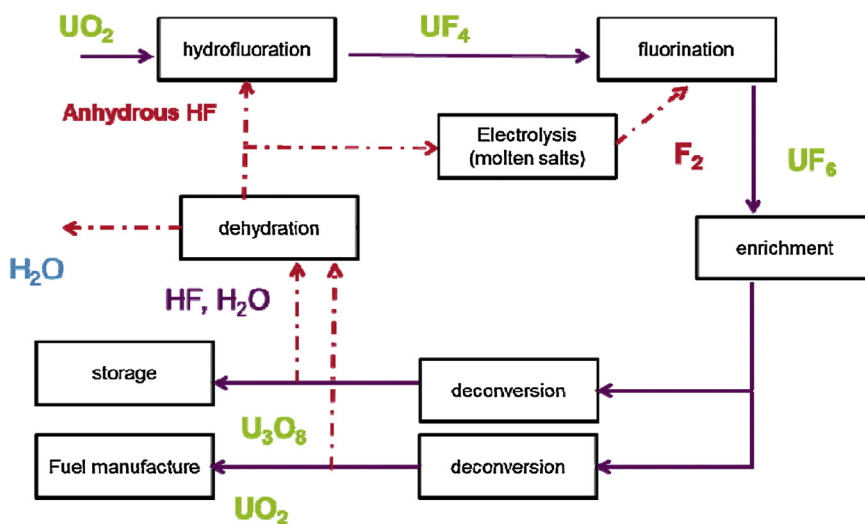 UO₂
hydrofluoration
UF₄
fluorination
Anhydrous HF
Electrolysis
(molten salts)
F₂
UF₆
dehydration
enrichment
H₂O
HF, H₂O
storage
deconversion
U₃O₈
Fuel manufacture
deconversion
UO₂